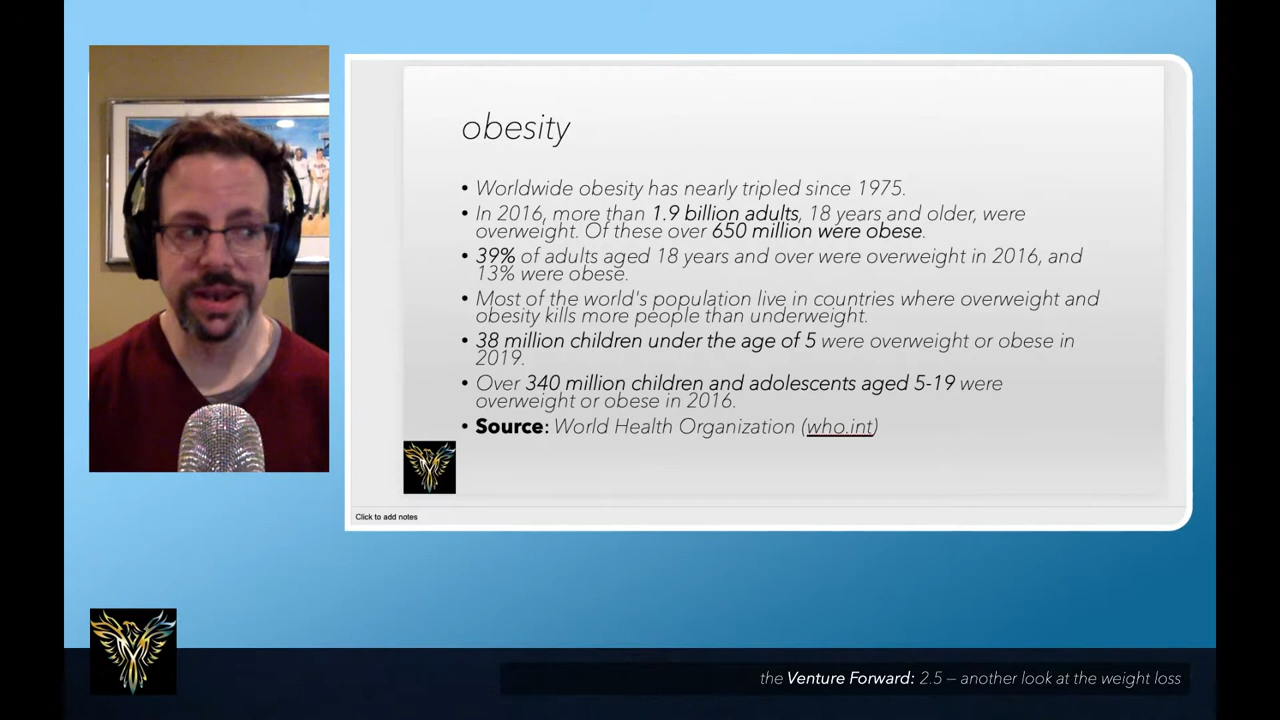 obesity
• Worldwide obesity has nearly tripled since 1975.
• In 2016, more than 1.9 billion adults, 18 years and older, were
overweight. Of these over 650 million were obese.
• 39% of adults aged 18 years and over were overweight in 2016, and
13% were obese.
• Most of the world's population live in countries where overweight and
obesity kills more people than underweight.
• 38 million children under the age of 5 were overweight or obese in
2019.
• Over 340 million children and adolescents aged 5-19 were
overweight or obese in 2016.
• Source: World Health Organization (who.int)
Click to add notes
the Venture Forward: 2.5 – another look at the weight loss